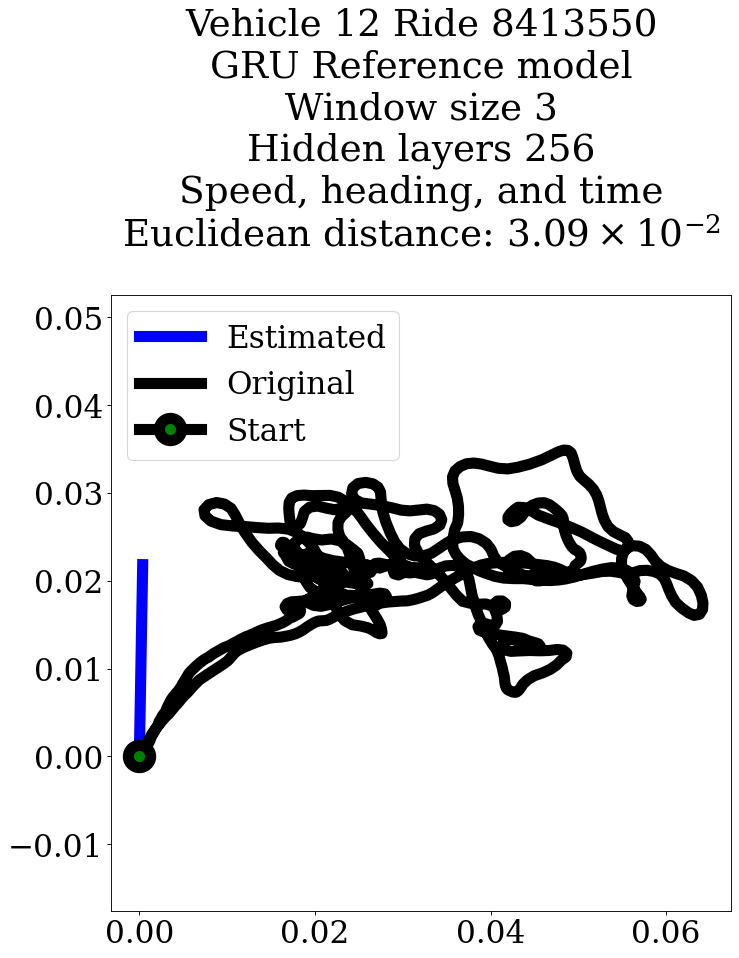 Vehicle 12 Ride 8413550
GRU Reference model
Window size 3
Hidden layers 256
Speed, heading, and time
Euclidean distance: 3.09 × 10⁻²
0.05
0.04
0.03
0.02
0.01
0.00
−0.01
Estimated
Original
Start
0.00 0.02 0.04 0.06